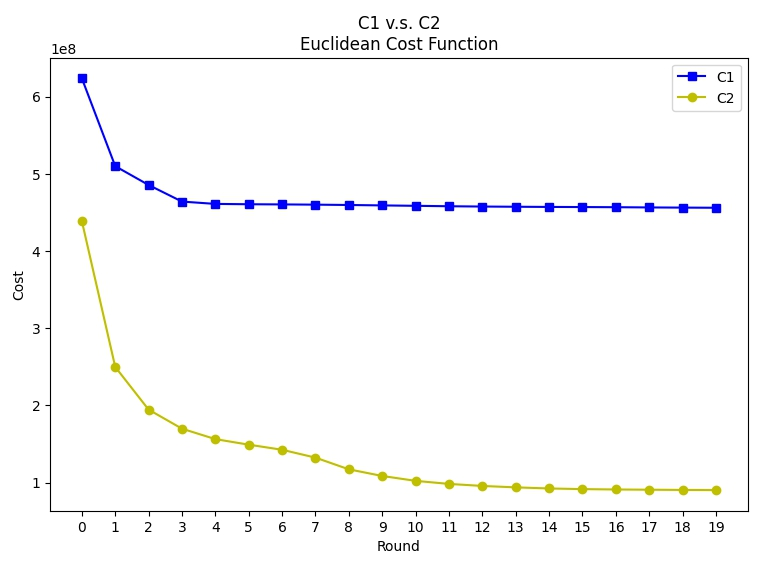 C1 v.s. C2
Euclidean Cost Function
1e8
C1
C2
6
5
4
3
2
1
Cost
0 1 2 3 4 5 6 7 8 9 10 11 12 13 14 15 16 17 18 19
Round